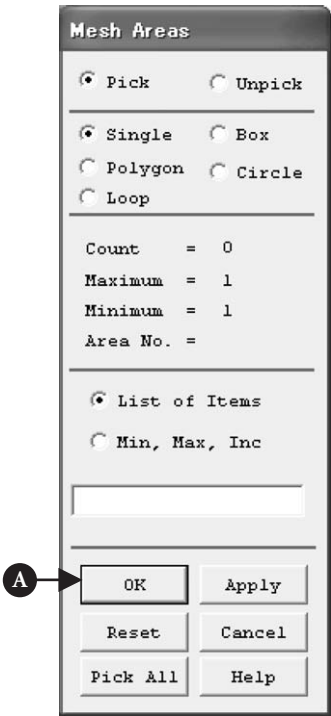 Mesh Areas
Pick Unpick
Single Box
Polygon Circle
Loop
Count = 0
Maximum = 1
Minimum = 1
Area No. =
List of Items
Min, Max, Inc
A
OK Apply
Reset Cancel
Pick All Help